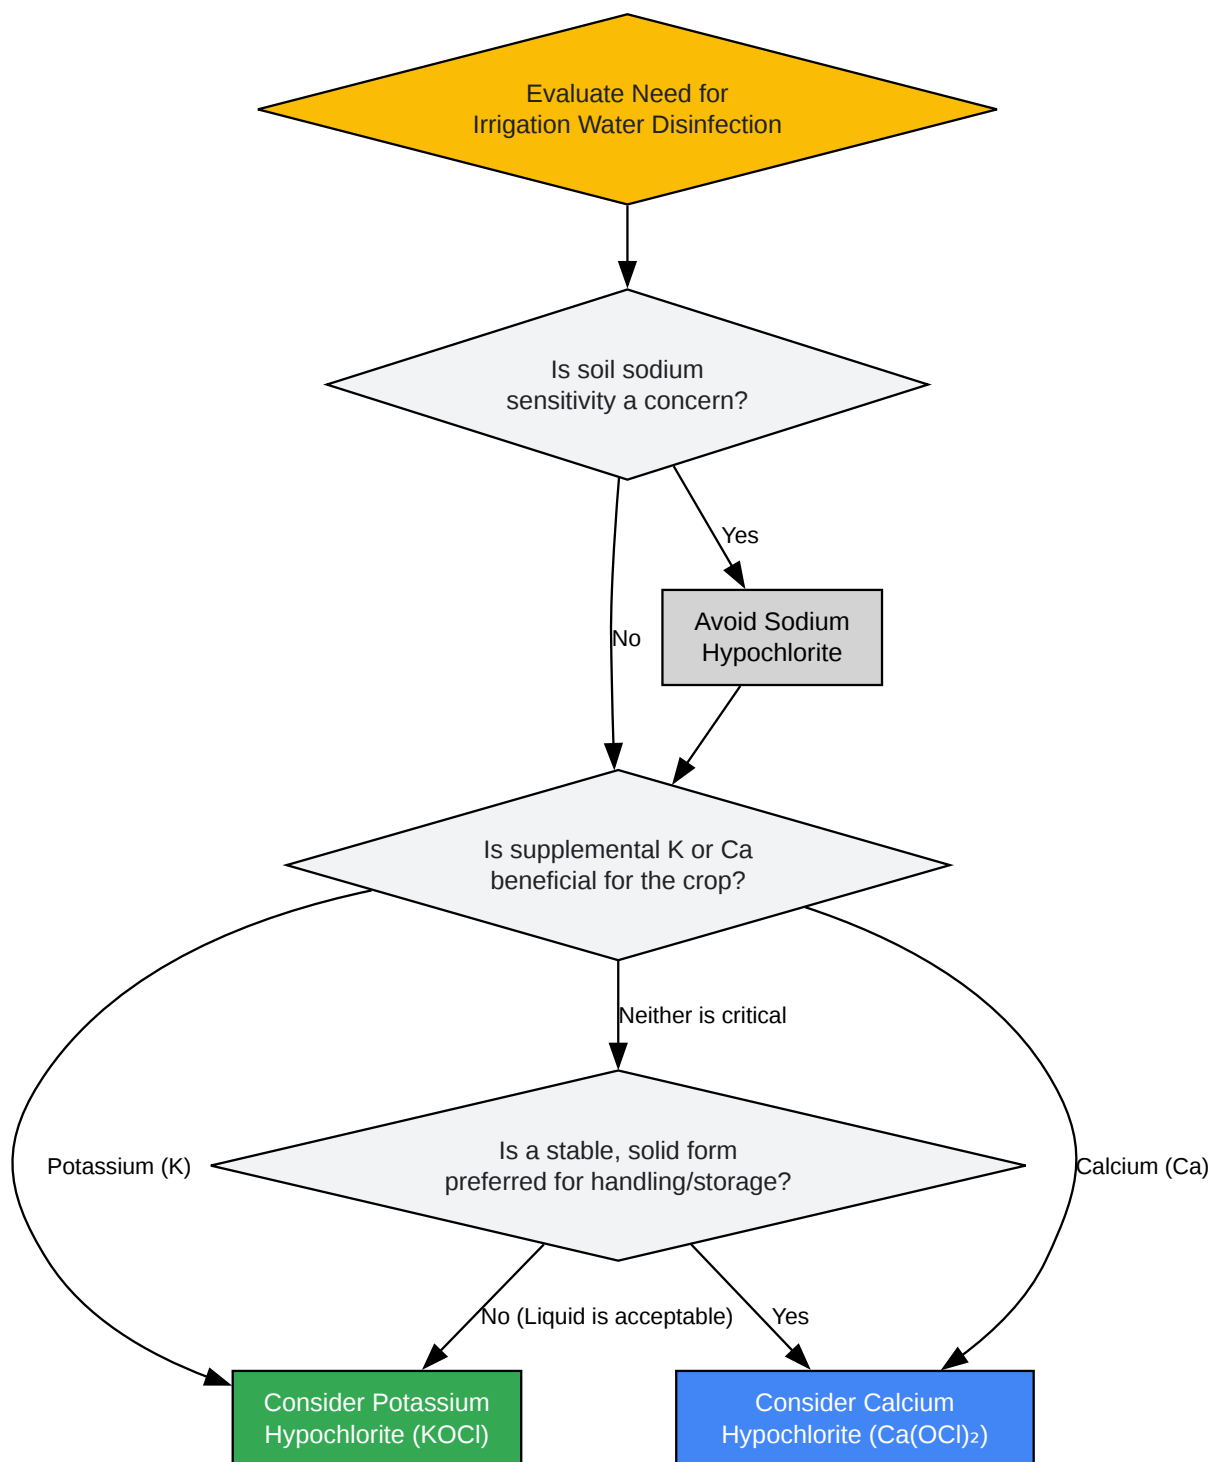 Evaluate Need for
Irrigation Water Disinfection
Is soil sodium
sensitivity a concern?
Yes
Avoid Sodium
Hypochlorite
No
Is supplemental K or Ca
beneficial for the crop?
Neither is critical
Is a stable, solid form
preferred for handling/storage?
Potassium (K)
Calcium (Ca)
No (Liquid is acceptable)
Yes
Consider Potassium
Hypochlorite (KOCl)
Consider Calcium
Hypochlorite (Ca(OCl)₂)